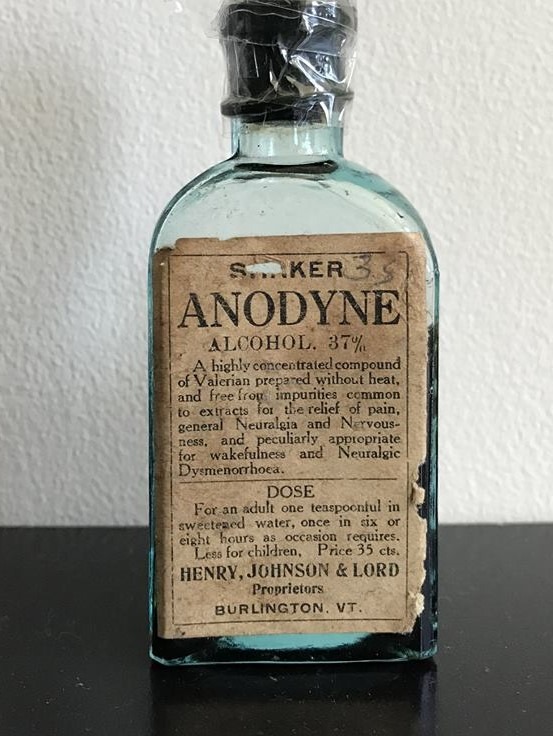 SHAKER 35
ANODYNE
ALCOHOL. 37%
A highly concentrated compound
of Valerian prepared without heat,
and free from impurities common
to extracts for the relief of pain,
general Neuralgia and Nervous-
ness, and peculiarly appropriate
for wakefulness and Neuralgic
Dysmenorrhoea.
DOSE
For an adult one teaspoonful in
sweetened water, once in six or
eight hours as occasion requires.
Less for children, Price 35 cts.
HENRY, JOHNSON & LORD
Proprietors
BURLINGTON. VT.